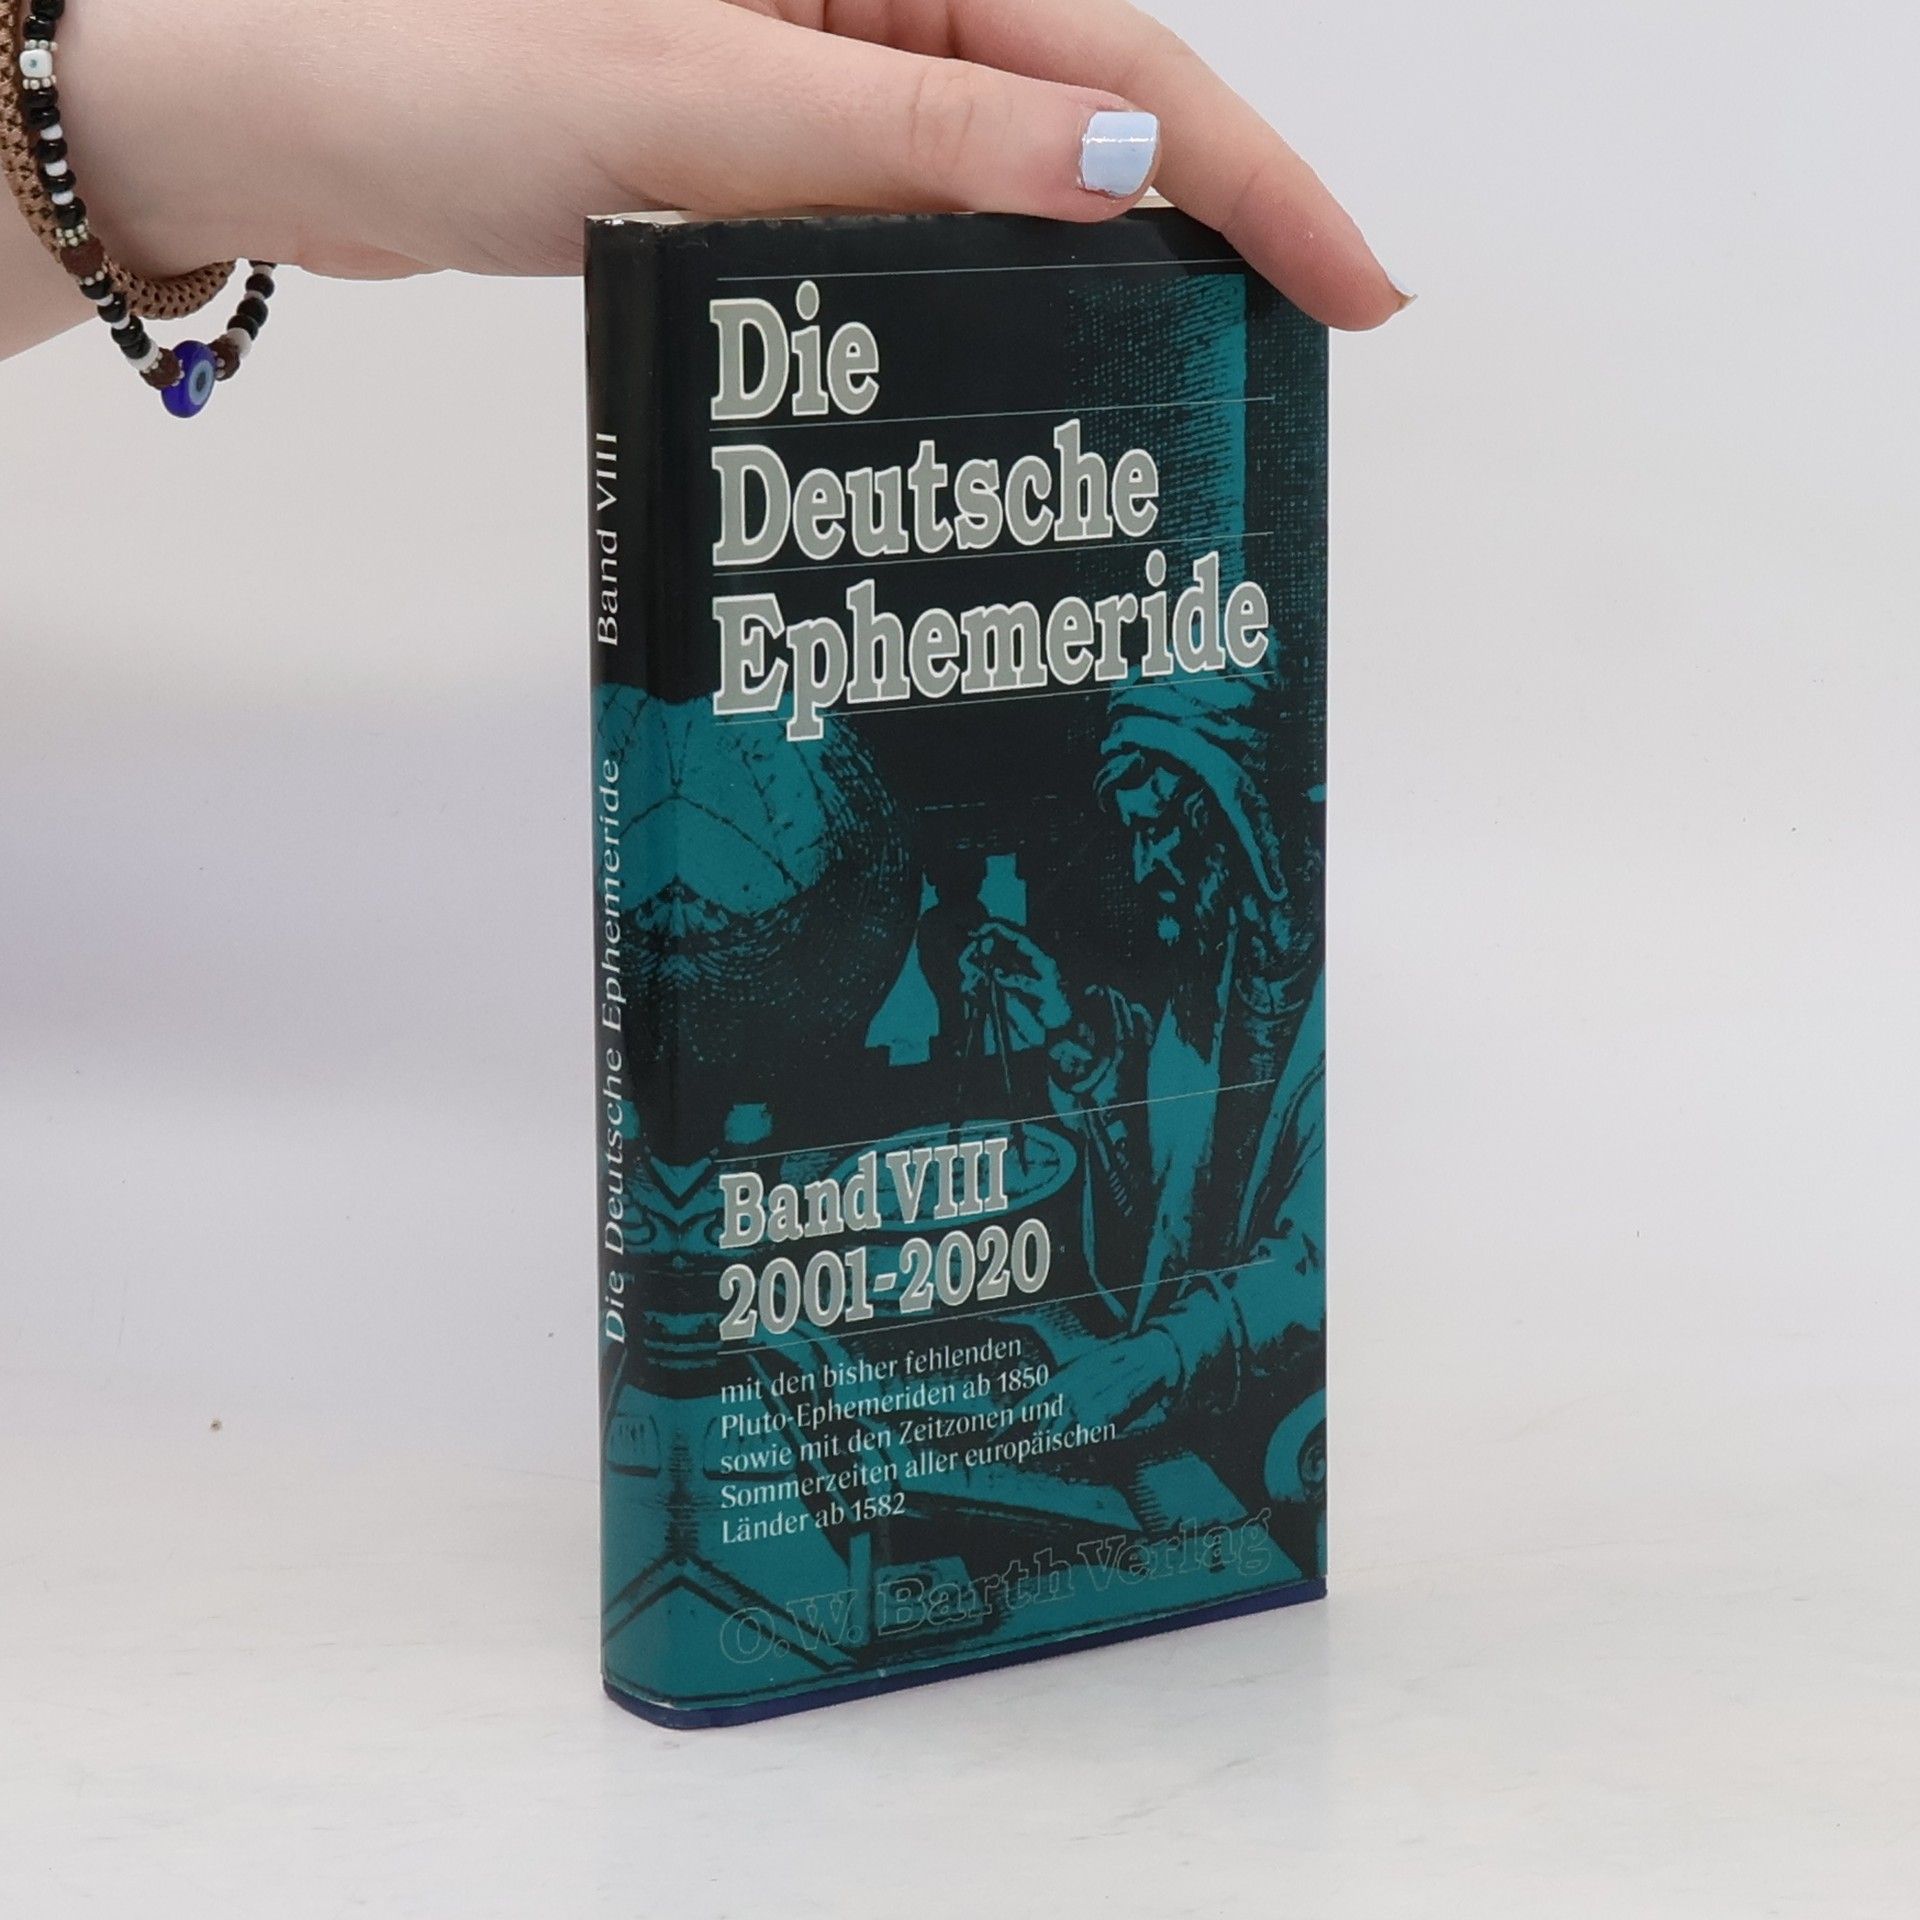 Die
Deutsche
Ephemeride
Band VIII
2001-2020
mit den bisher fehlenden
Pluto-Ephemeriden ab 1850
sowie mit den Zeitzonen und
Sommerzeiten aller europäischen
Länder ab 1582
O.W. Barth Verlag
Die Deutsche Ephemeride Band VIII